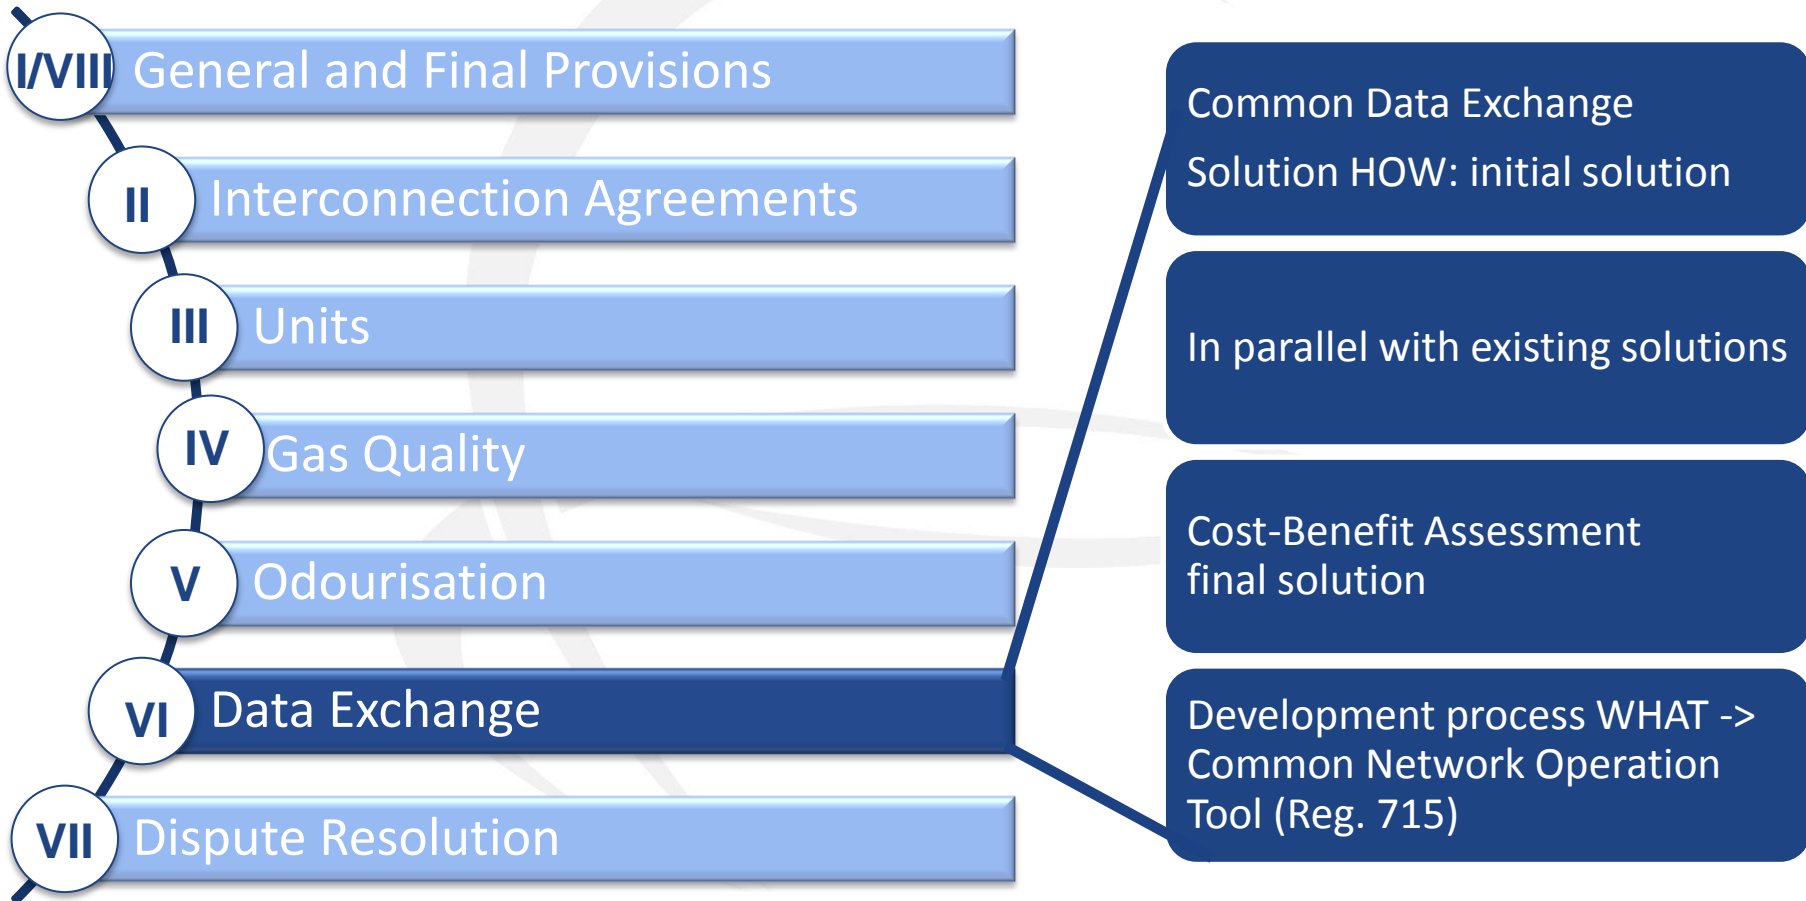 I/VIII General and Final Provisions
II Interconnection Agreements
III Units
IV Gas Quality
V Odourisation
VI Data Exchange
VII Dispute Resolution
Common Data Exchange
Solution HOW: initial solution
In parallel with existing solutions
Cost-Benefit Assessment
final solution
Development process WHAT ->
Common Network Operation
Tool (Reg. 715)